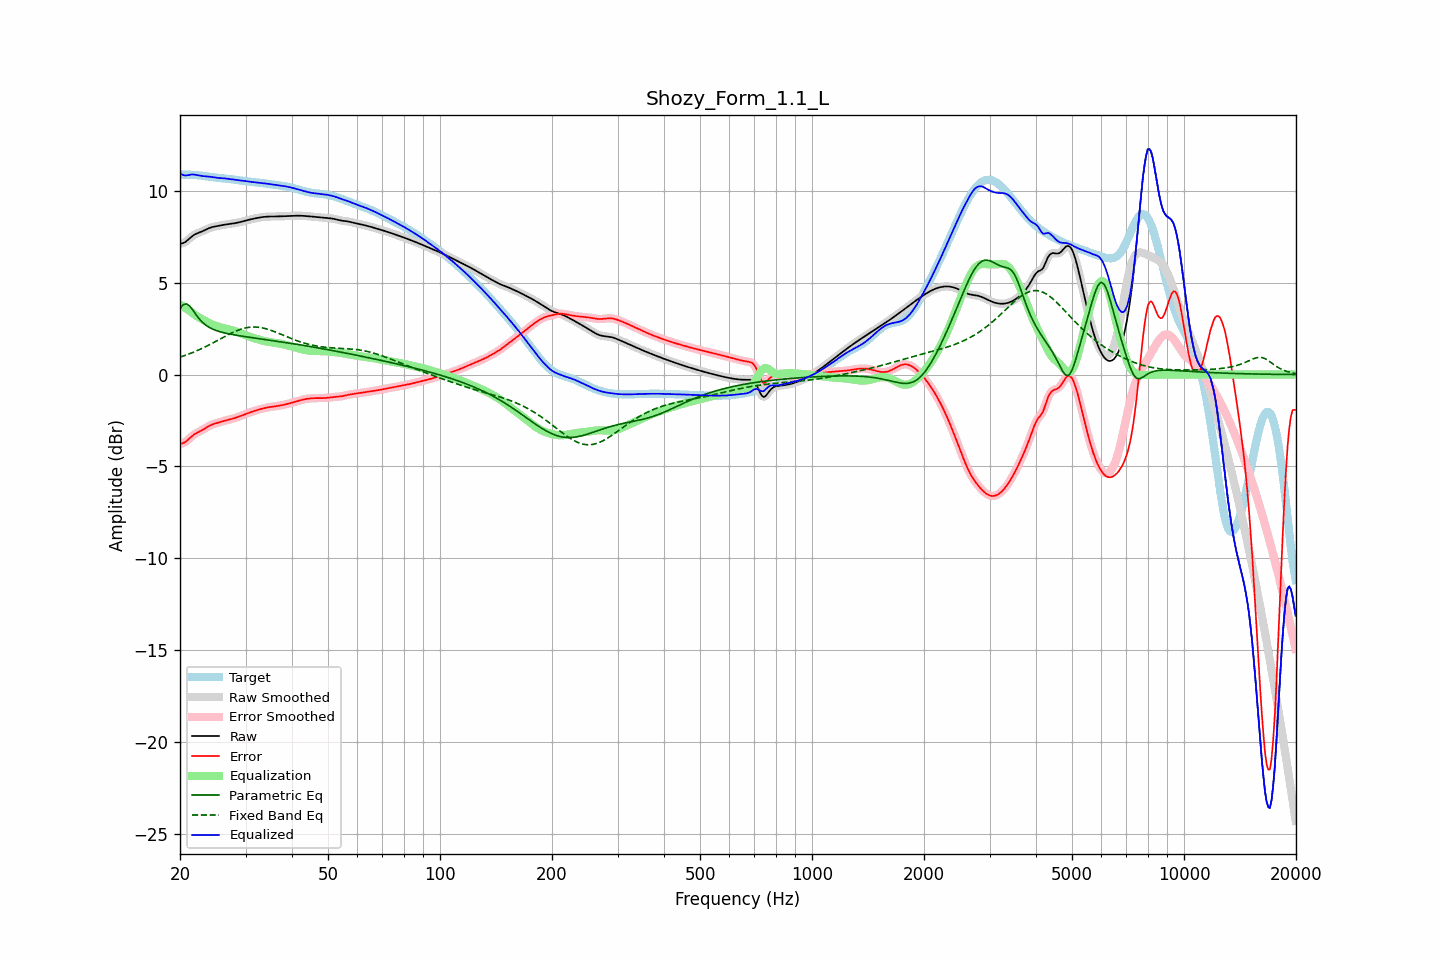 Shozy_Form_1.1_L
Amplitude (dBr)
10
5
0
−5
−10
−15
−20
−25
Target
Raw Smoothed
Error Smoothed
Raw
Error
Equalization
Parametric Eq
Fixed Band Eq
Equalized
20 50 100 200 500 1000 2000 5000 10000 20000
Frequency (Hz)